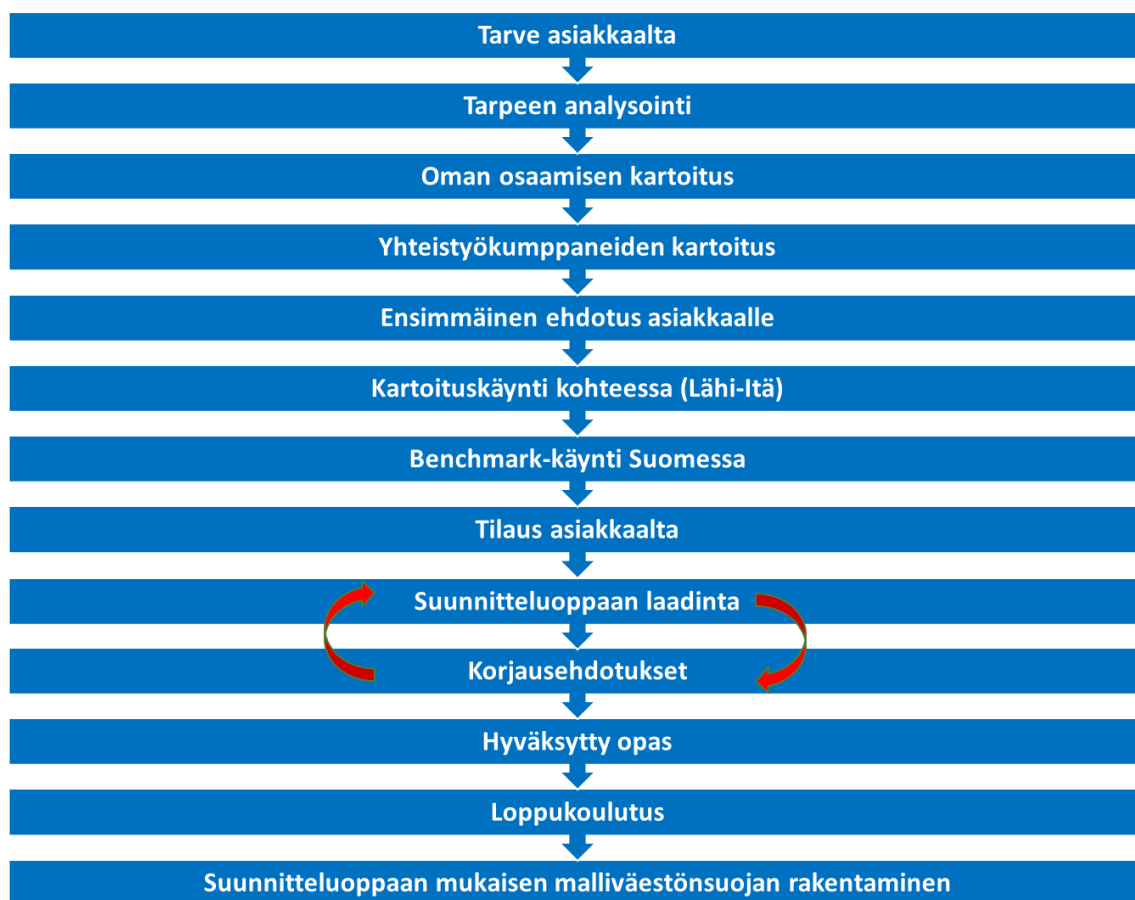 Tarve asiakkaalta
Tarpeen analysointi
Oman osaamisen kartoitus
Yhteistyökumppaneiden kartoitus
Ensimmäinen ehdotus asiakkaalle
Kartoituskäynti kohteessa (Lähi-Itä)
Benchmark-käynti Suomessa
Tilaus asiakkaalta
Suunnitteluoppaan laadinta
Korjausehdotukset
Hyväksytty opas
Loppukoulutus
Suunnitteluoppaan mukaisen malliväestönsuojan rakentaminen